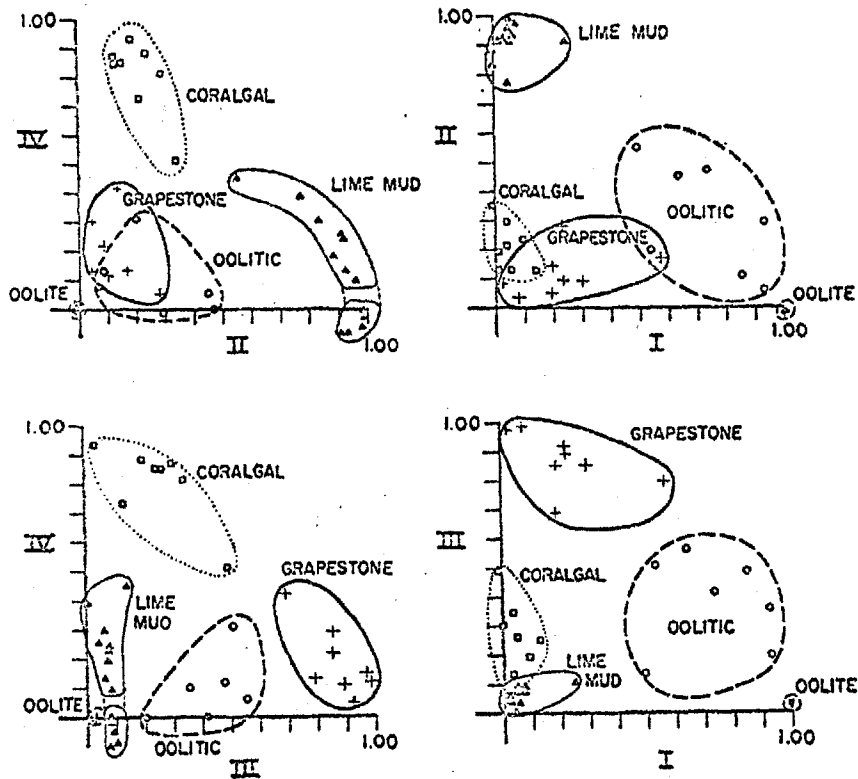 1.00
CORALGAL
IV
LIME MUD
GRAPESTONE
OOLITIC
OOLITE
II
1.00
1.00
LIME MUD
II
CORALGAL
OOLITIC
GRAPESTONE
OOLITE
1.00
I
1.00
CORALGAL
IV
GRAPESTONE
LIME
MUD
OOLITE
OOLITIC
1.00
III
1.00
GRAPESTONE
III
CORALGAL
OOLITIC
LIME
MUD
OOLITE
1.00
I